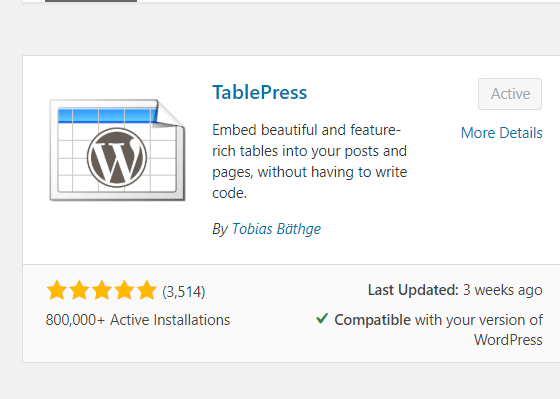 TablePress
Active
Embed beautiful and feature-
rich tables into your posts and
pages, without having to write
code.
More Details
By Tobias Bäthge
(3,514)
Last Updated: 3 weeks ago
800,000+ Active Installations
Compatible with your version of
WordPress